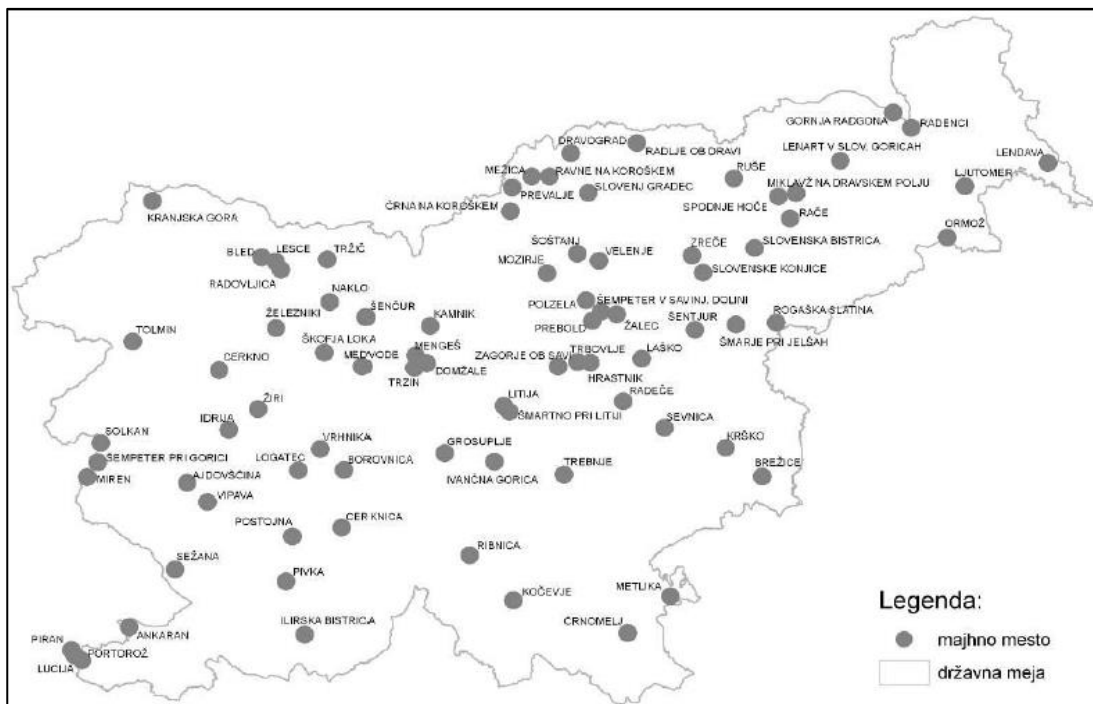 GORNJA RADGONA
RADENCI
DRAVOGRAD
RADLJE OB DRAVI
LENART V SLOV. GORICAH
LENDAVA
MEŽICA
RAVNE NA KOROŠKEM
RUŠE
LJUTOMER
PREVALJE
SLOVENJ GRADEC
MIKLAVŽ NA DRAVSKEM POLJU
SPODNJE HOČE
KRANJSKA GORA
ČRNA NA KOROŠKEM
RAČE
ORMOŽ
ŠOŠTANJ
VELENJE
ZREČE
SLOVENSKA BISTRICA
BLED
LESCE
TRŽIČ
MOZIRJE
SLOVENSKE KONJICE
RADOVLJICA
NAKLO
POLZELA
ŠEMPETER V SAVINJ. DOLINI
ŽELEZNIKI
ŠENČUR
KAMNIK
PREBOLD
ŽALEC
ŠENTJUR
ROGAŠKA SLATINA
TOLMIN
ŠKOFJA LOKA
MENGEŠ
ŠMARJE PRI JELŠAH
CERKNO
MEDVODE
ZAGORJE OB SAVI
TRBOVLJE
LAŠKO
TRZIN
DOMŽALE
HRASTNIK
LITIJA
RADEČE
ŽIRI
ŠMARTNO PRI LITIJI
IDRIJA
SEVNICA
SOLKAN
VRHNIKA
GROSUPLJE
KRŠKO
ŠEMPETER PRI GORICI
LOGATEC
BOROVNICA
BREŽICE
MIREN
AJDOVŠČINA
IVANČNA GORICA
TREBNJE
VIPAVA
POSTOJNA
CERKNICA
SEŽANA
RIBNICA
PIVKA
METLIKA
KOČEVJE
Legenda:
ILIRSKA BISTRICA
ČRNOMELJ
ANKARAN
majhno mesto
PIRAN
PORTOROŽ
LUCIJA
državna meja